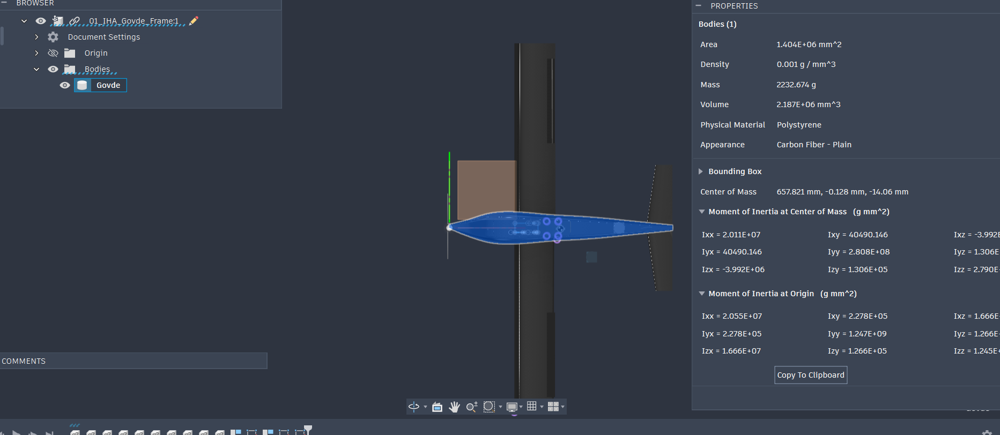 BROWSER
01_IHA_Govde_Frame:1
Document Settings
Origin
Bodies
Govde
COMMENTS
PROPERTIES
Bodies (1)
Area 1.404E+06 mm^2
Density 0.001 g / mm^3
Mass 2232.674 g
Volume 2.187E+06 mm^3
Physical Material Polystyrene
Appearance Carbon Fiber - Plain
Bounding Box
Center of Mass 657.821 mm, -0.128 mm, -14.06 mm
Moment of Inertia at Center of Mass (g mm^2)
Ixx = 2.011E+07 Ixy = 40490.146 Ixz = -3.992E
Iyx = 40490.146 Iyy = 2.808E+08 Iyz = 1.306E
Izx = -3.992E+06 Izy = 1.306E+05 Izz = 2.790E
Moment of Inertia at Origin (g mm^2)
Ixx = 2.055E+07 Ixy = 2.278E+05 Ixz = 1.666E
Iyx = 2.278E+05 Iyy = 1.247E+09 Iyz = 1.266E
Izx = 1.666E+07 Izy = 1.266E+05 Izz = 1.245E+
Copy To Clipboard